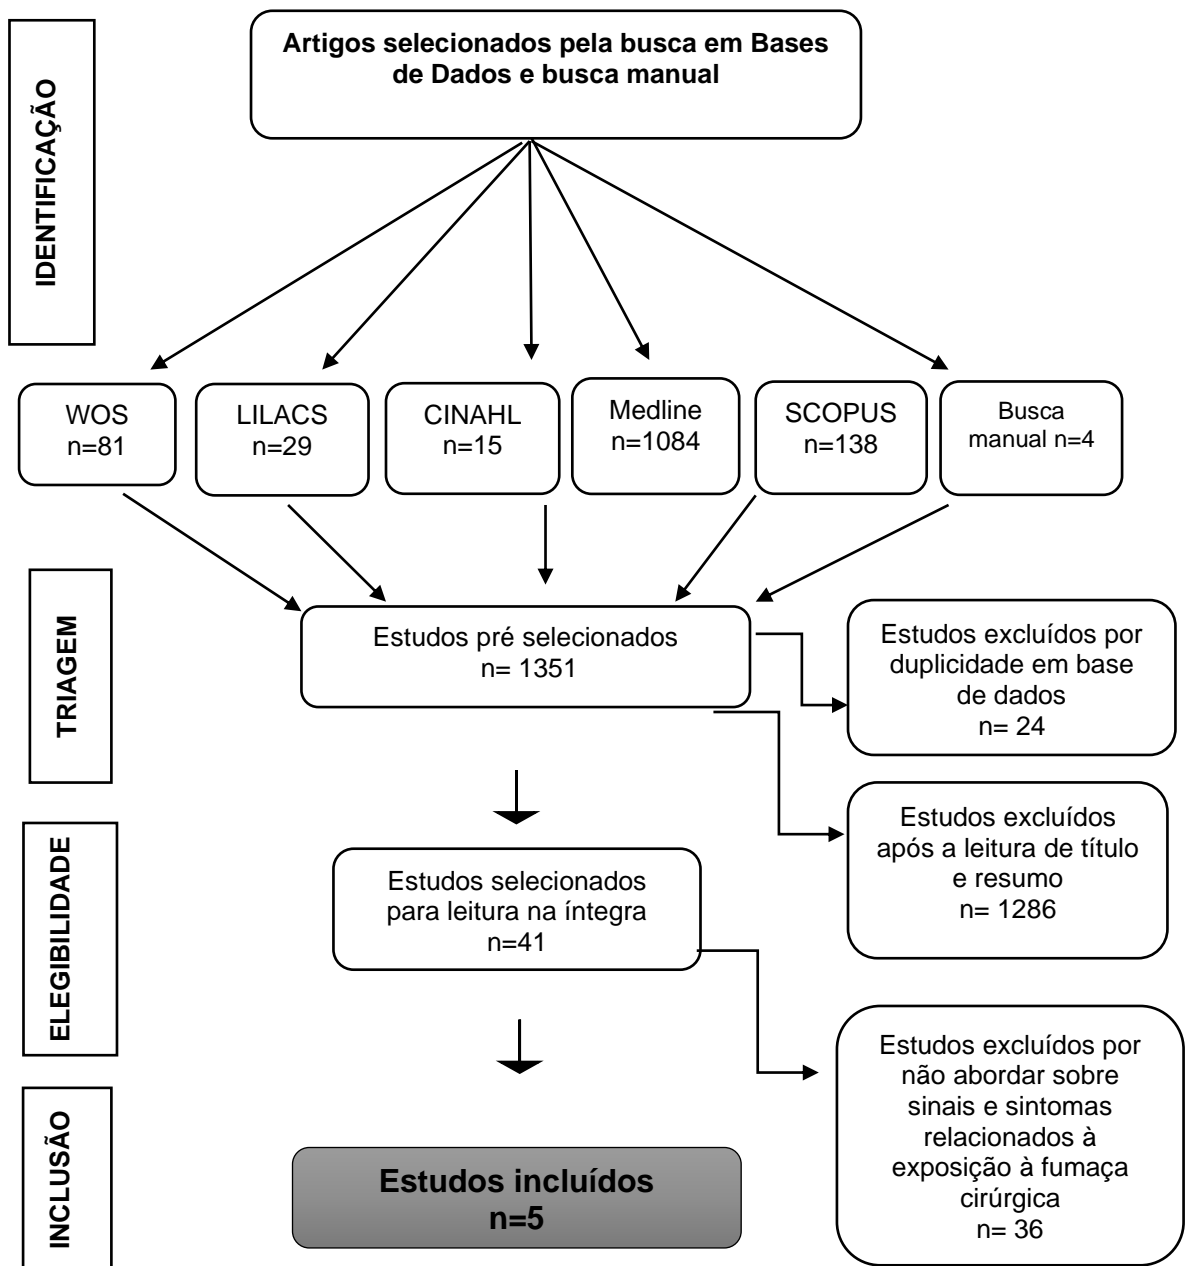 IDENTIFICAÇÃO
Artigos selecionados pela busca em Bases
de Dados e busca manual
WOS
n=81
LILACS
n=29
CINAHL
n=15
Medline
n=1084
SCOPUS
n=138
Busca
manual n=4
TRIAGEM
Estudos pré selecionados
n= 1351
Estudos excluídos por
duplicidade em base
de dados
n= 24
Estudos excluídos
após a leitura de título
e resumo
n= 1286
ELEGIBILIDADE
Estudos selecionados
para leitura na íntegra
n=41
Estudos excluídos por
não abordar sobre
sinais e sintomas
relacionados à
exposição à fumaça
cirúrgica
n= 36
INCLUSÃO
Estudos incluídos
n=5